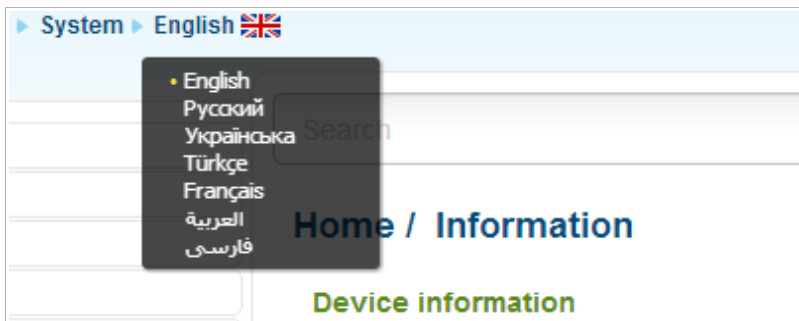 System English
• English
Русский
Українська
Türkçe
Français
العربية
فارسی
Search
Home / Information
Device information